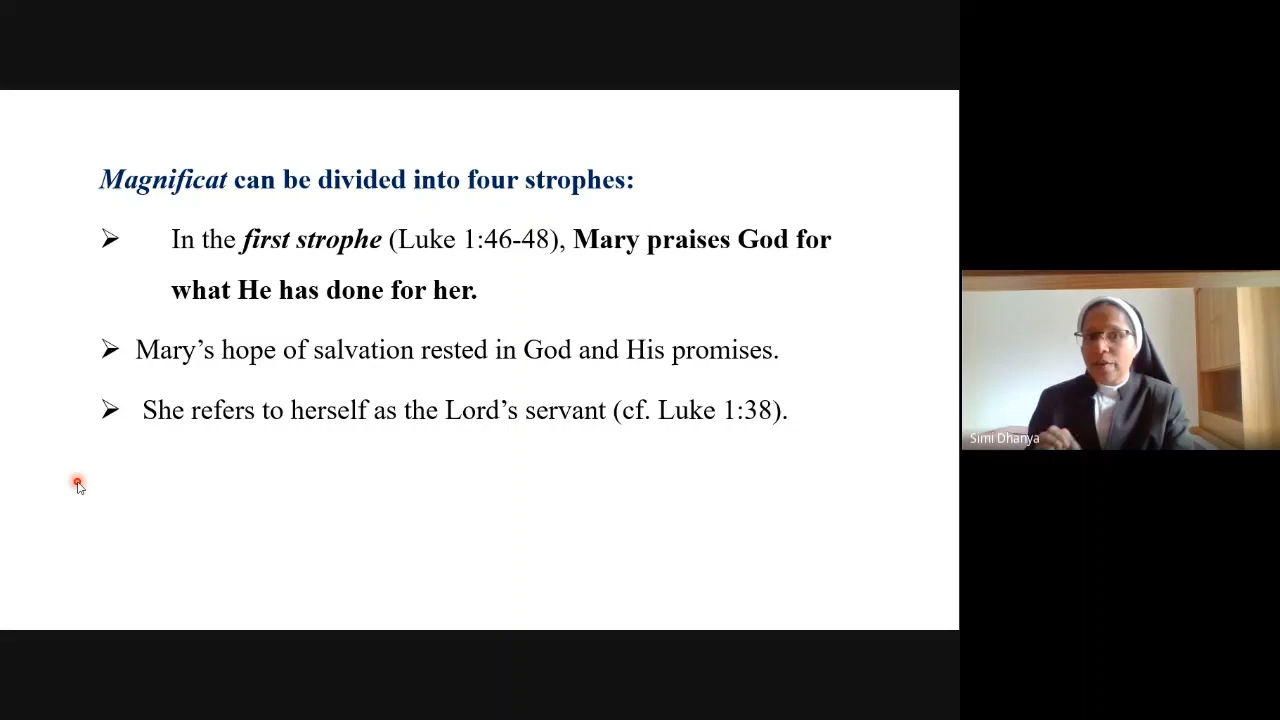 Magnificat can be divided into four strophes:
➢ In the first strophe (Luke 1:46-48), Mary praises God for
what He has done for her.
➢ Mary’s hope of salvation rested in God and His promises.
➢ She refers to herself as the Lord’s servant (cf. Luke 1:38).
Simi Dhanya